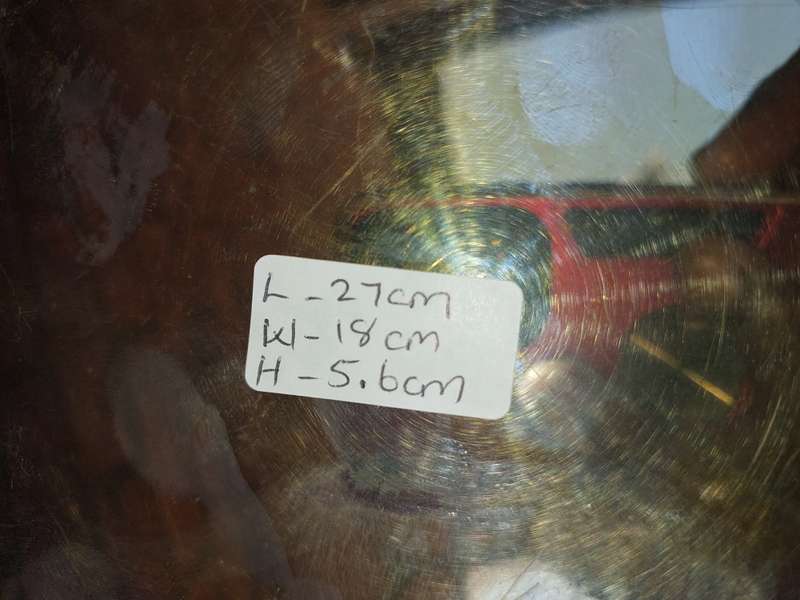 L - 27cm
W - 18cm
H - 5.6cm